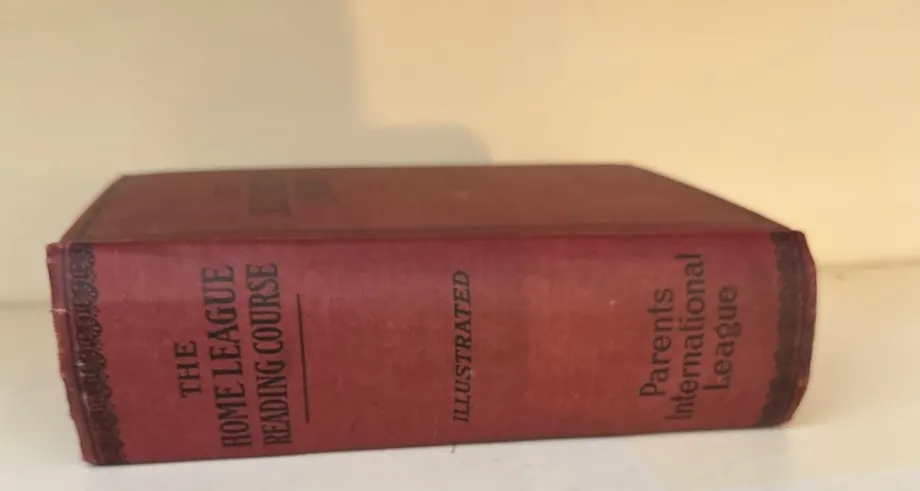 THE
HOME LEAGUE
READING COURSE
ILLUSTRATED
Parents
International
League